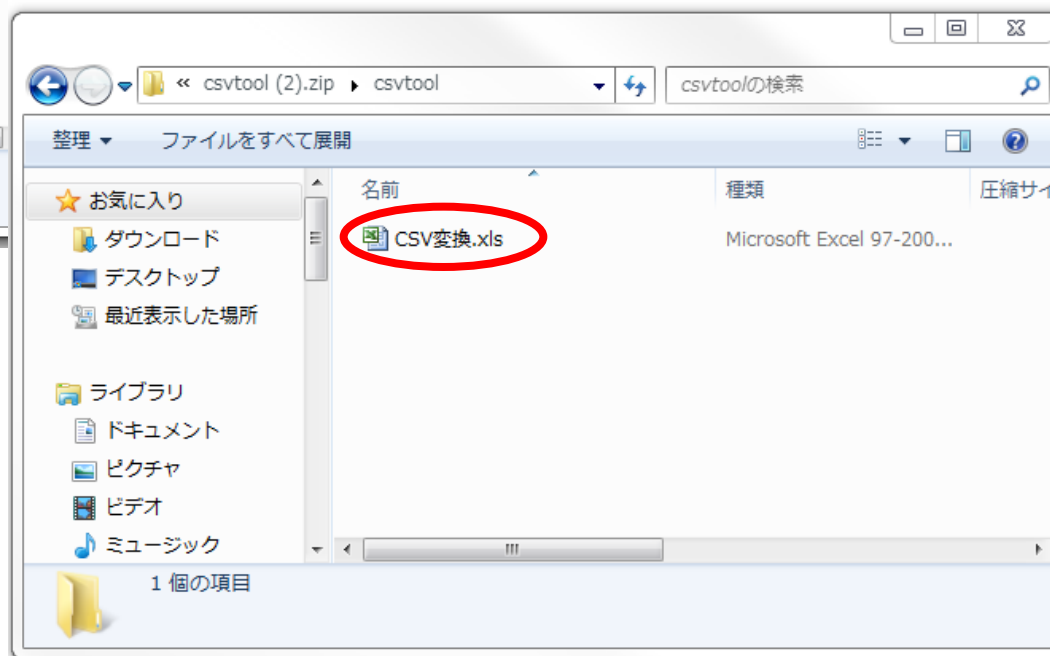 « csvtool (2).zip ▸ csvtool
csvtoolの検索
整理 ファイルをすべて展開
名前 種類 圧縮サイ
お気に入り
CSV変換.xls Microsoft Excel 97-200...
ダウンロード
デスクトップ
最近表示した場所
ライブラリ
ドキュメント
ピクチャ
ビデオ
ミュージック
1 個の項目